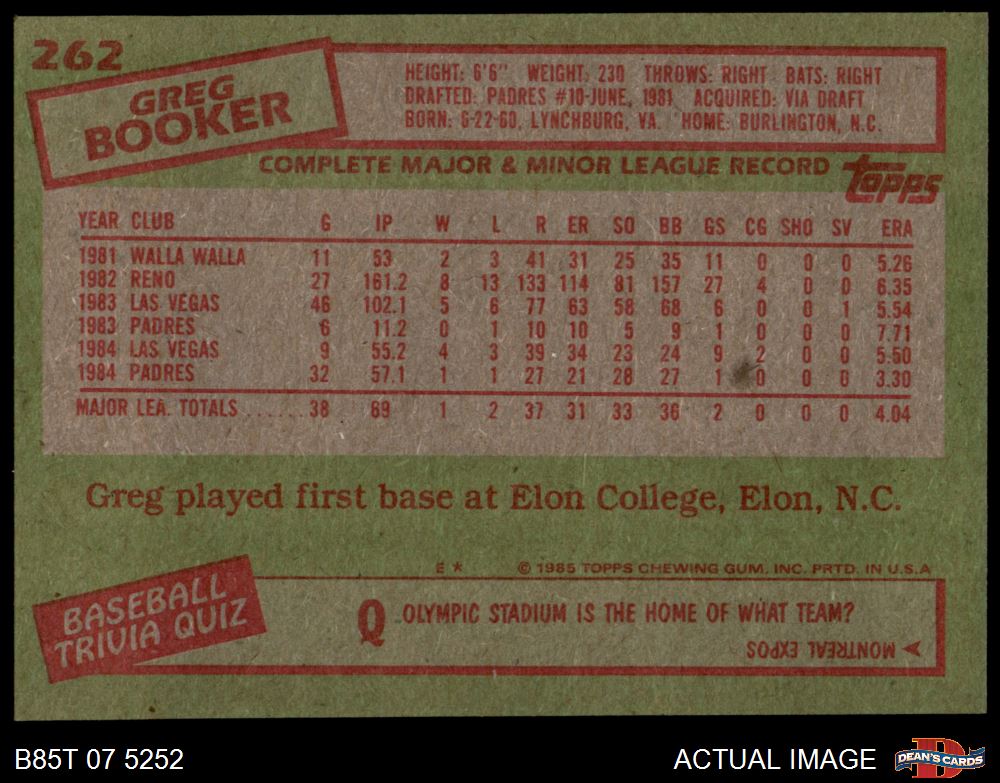 262
GREG
BOOKER
HEIGHT: 6'6" WEIGHT: 230 THROWS: RIGHT BATS: RIGHT
DRAFTED: PADRES #10-JUNE, 1981 ACQUIRED: VIA DRAFT
BORN: 6-22-60, LYNCHBURG, VA. HOME: BURLINGTON, N.C.
COMPLETE MAJOR & MINOR LEAGUE RECORD
topps
YEAR CLUB G IP W L R ER SO BB GS CG SHO SV ERA
1981 WALLA WALLA 11 53 2 3 41 31 25 35 11 0 0 0 5.26
1982 RENO 27 161.2 8 13 133 114 81 157 27 4 0 0 6.35
1983 LAS VEGAS 46 102.1 5 6 77 63 58 68 6 0 0 1 5.54
1983 PADRES 6 11.2 0 1 10 10 5 9 1 0 0 0 7.71
1984 LAS VEGAS 9 55.2 4 3 39 34 23 24 9 2 0 0 5.50
1984 PADRES 32 57.1 1 1 27 21 28 27 1 0 0 0 3.30
MAJOR LEA. TOTALS ...... 38 69 1 2 37 31 33 36 2 0 0 0 4.04
Greg played first base at Elon College, Elon, N.C.
E * © 1985 TOPPS CHEWING GUM, INC. PRTD. IN U.S.A
BASEBALL
TRIVIA QUIZ
Q OLYMPIC STADIUM IS THE HOME OF WHAT TEAM?
MONTREAL EXPOS
B85T 07 5252
ACTUAL IMAGE
D
DEAN'S CARDS